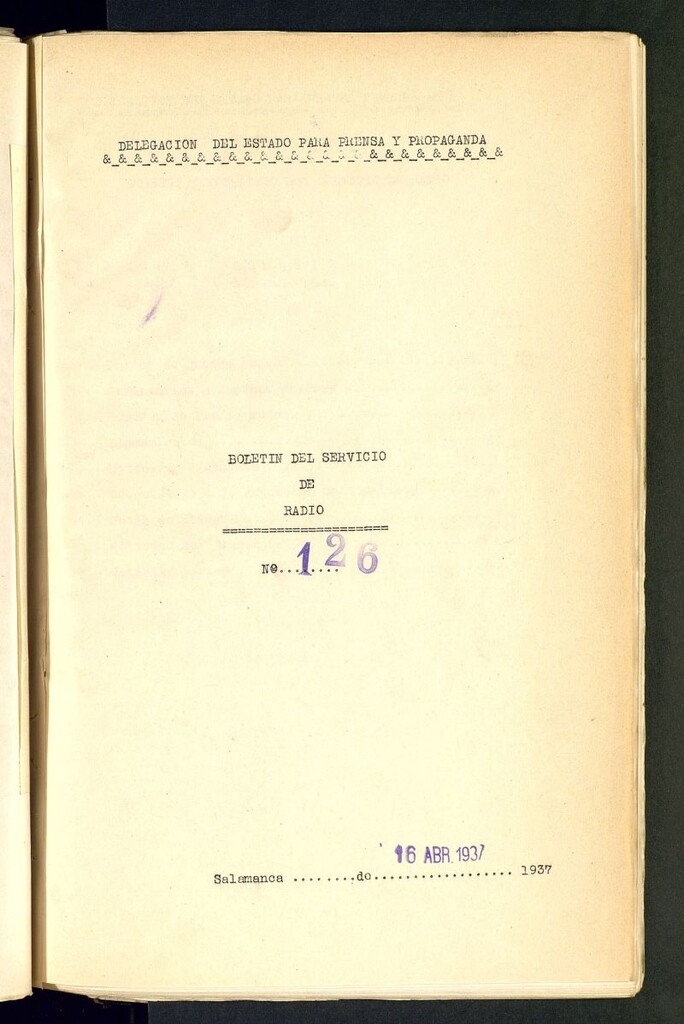 DELEGACION DEL ESTADO PARA PRENSA Y PROPAGANDA
&_&_&_&_&_&_&_&_&_&_&_&_&_&_&_&_&_&_&_&_&_&_&_&_&_&
BOLETIN DEL SERVICIO
DE
RADIO
=====================
Nº........ 126
16 ABR. 1937
Salamanca ........de.................. 1937